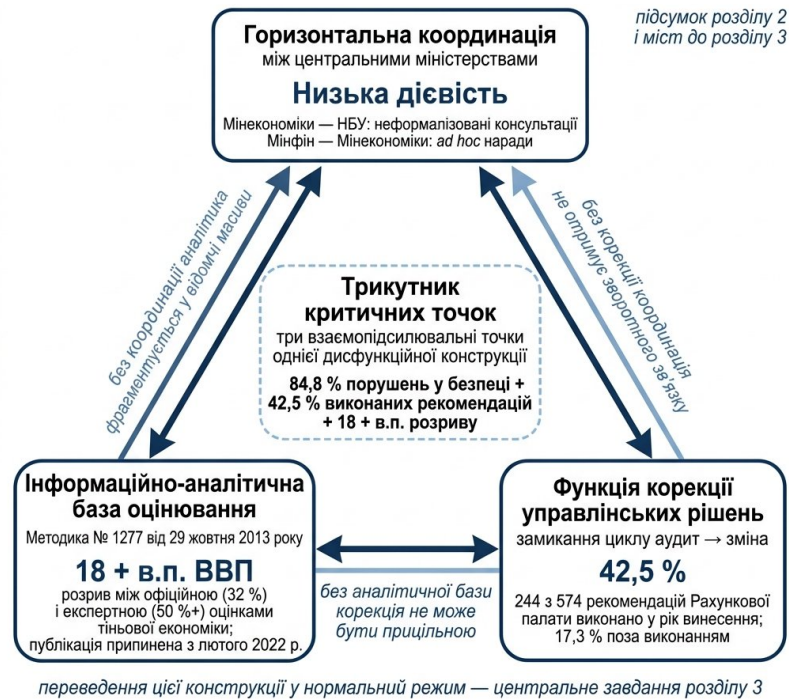 підсумок розділу 2
і міст до розділу 3
Горизонтальна координація
між центральними міністерствами
Низька дієвість
Мінекономіки — НБУ: неформалізовані консультації
Мінфін — Мінекономіки: ad hoc наради
без координації аналітика
фрагментується у відомчі масиви
без корекції координація
не отримує зворотного зв’язку
Трикутник
критичних точок
три взаємопідсилювальні точки
однієї дисфункційної конструкції
84,8 % порушень у безпеці +
42,5 % виконаних рекомендацій
+ 18 + в.п. розриву
Інформаційно-аналітична
база оцінювання
Методика № 1277 від 29 жовтня 2013 року
18 + в.п. ВВП
розрив між офіційною (32 %)
і експертною (50 %+) оцінками
тіньової економіки;
публікація припинена з лютого 2022 р.
без аналітичної бази
корекція не може
бути прицільною
Функція корекції
управлінських рішень
замикання циклу аудит → зміна
42,5 %
244 з 574 рекомендацій Рахункової
палати виконано у рік винесення;
17,3 % поза виконанням
переведення цієї конструкції у нормальний режим — центральне завдання розділу 3